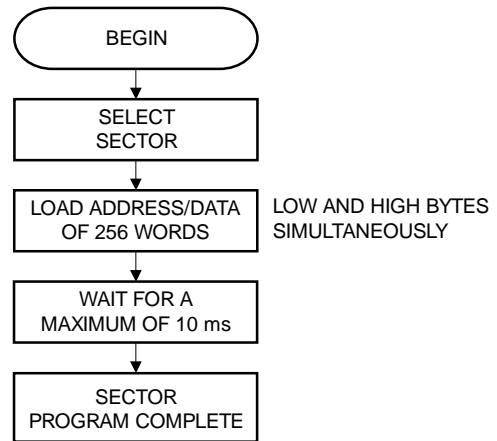 BEGIN
SELECT
SECTOR
LOAD ADDRESS/DATA
OF 256 WORDS
LOW AND HIGH BYTES
SIMULTANEOUSLY
WAIT FOR A
MAXIMUM OF 10 ms
SECTOR
PROGRAM COMPLETE